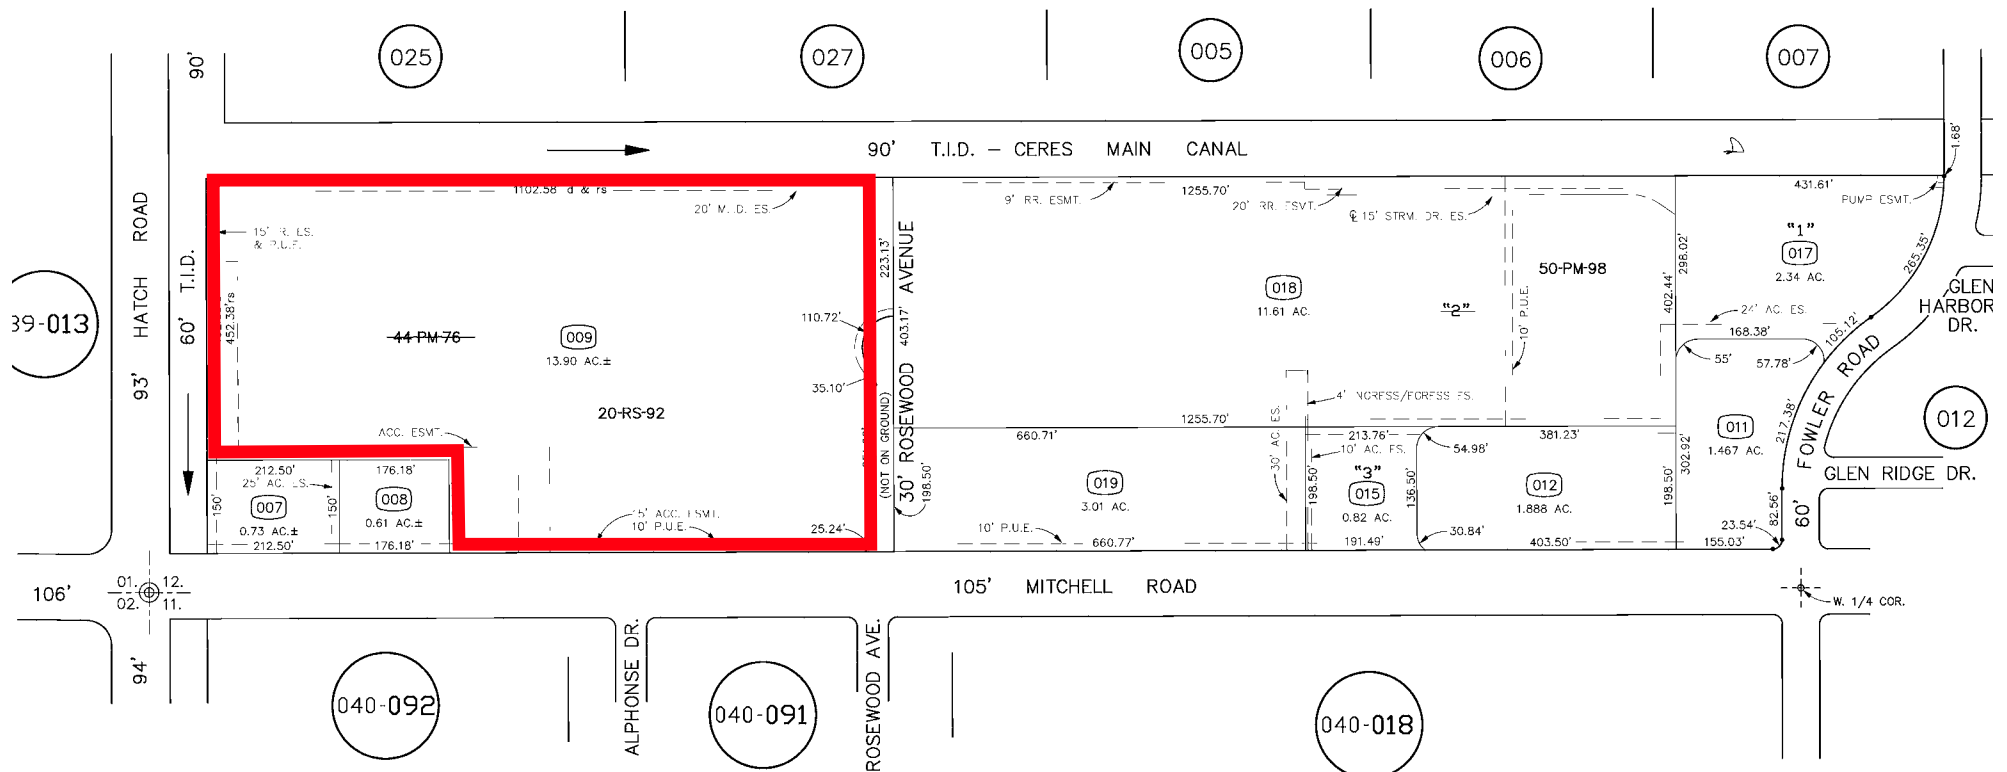 025
027
005
006
007
90'
90' T.I.D. - CERES MAIN CANAL
1.68'
1102.58' d & rs
20' M.I.D. ES.
9' RR. ESMT.
1255.70'
20' RR. ESMT.
℄ 15' STRM. DR. ES.
431.61'
PUMP ESMT.
HATCH ROAD
93'
60' T.I.D.
15' R. ES.
& P.U.E.
452.38'rs
39-013
44-PM-76
009
13.90 AC.±
20-RS-92
ACC. ESMT.
223.13'
110.72'
403.17'
35.10'
(NOT ON GROUND)
30' ROSEWOOD AVENUE
198.50'
018
11.61 AC.
"2"
50-PM-98
10' P.U.E.
298.02'
402.44'
"1"
017
2.34 AC.
265.35'
24' AC. ES.
168.38'
105.12'
55'
57.78'
GLEN
HARBOR
DR.
FOWLER ROAD
217.38'
012
011
1.467 AC.
302.92'
GLEN RIDGE DR.
4' INGRESS/EGRESS ES.
1255.70'
660.71'
213.76'
54.98'
381.23'
30' AC. ES.
10' AC. ES.
212.50'
176.18'
25' AC. ES.
150'
150'
007
0.73 AC.±
008
0.61 AC.±
212.50'
176.18'
15' ACC. ESMT.
10' P.U.E.
25.24'
019
3.01 AC.
10' P.U.E.
660.77'
198.50'
"3"
015
0.82 AC.
136.50'
191.49'
30.84'
012
1.888 AC.
403.50'
198.50'
23.54'
155.03'
82.56'
60'
106'
01. 12.
02. 11.
105' MITCHELL ROAD
W. 1/4 COR.
94'
040-092
ALPHONSE DR.
040-091
ROSEWOOD AVE.
040-018